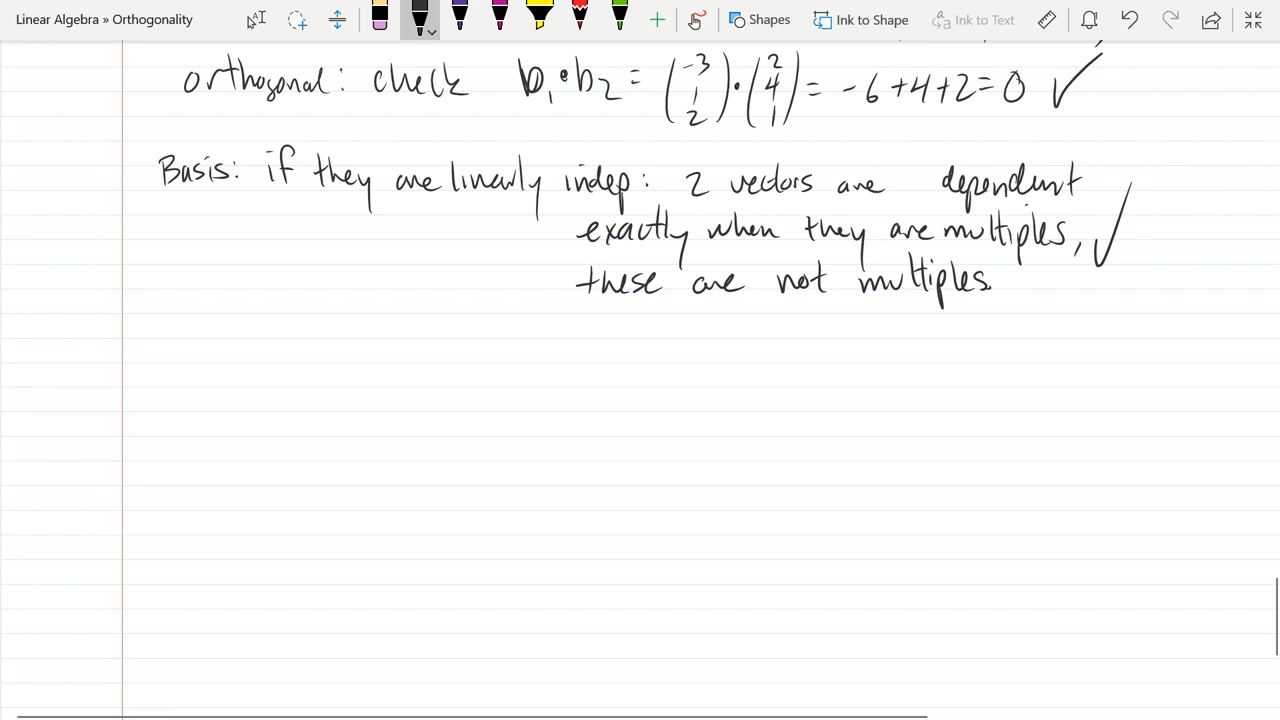 Linear Algebra » Orthogonality
Shapes
Ink to Shape
Ink to Text
orthogonal: check b₁•b₂ = (-3 1 2)•(2 4 1) = -6+4+2=0 ✓
Basis: if they are linearly indep: 2 vectors are dependent
exactly when they are multiples, ✓
these are not multiples.